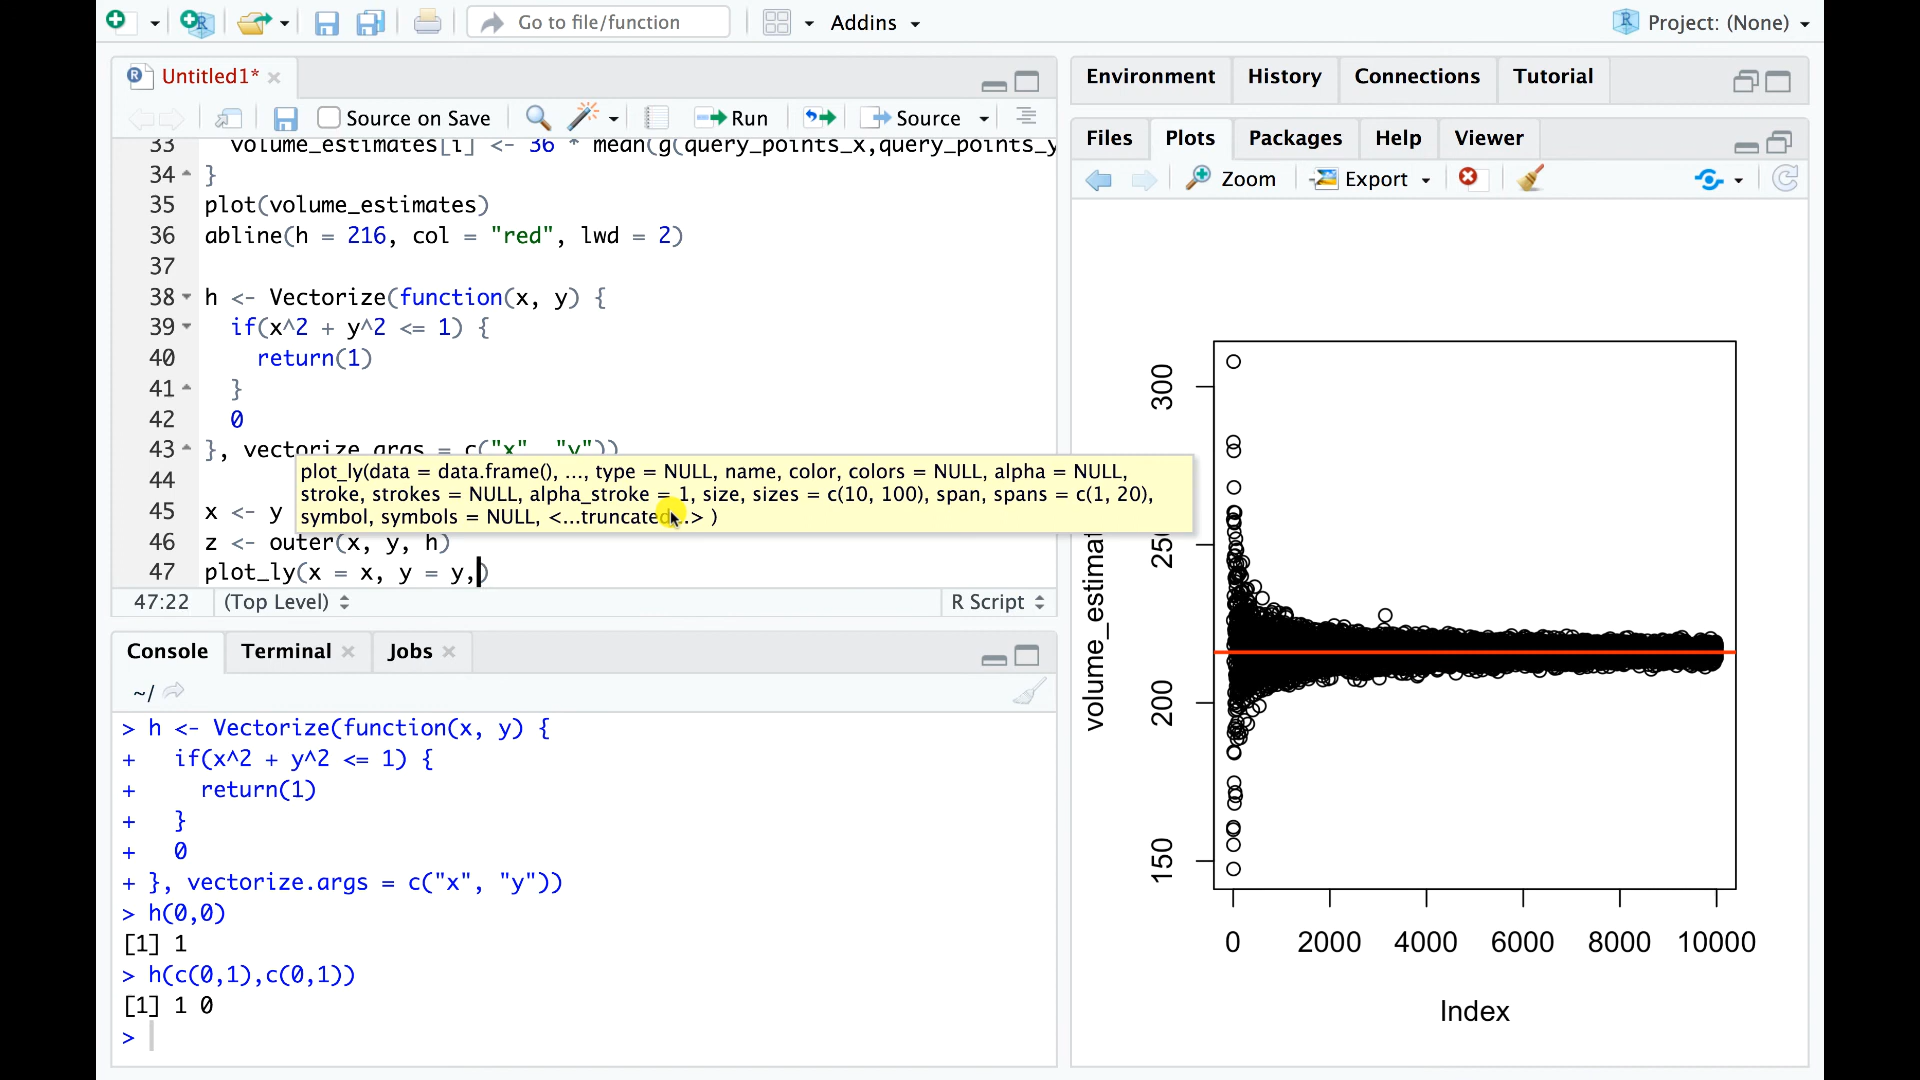 Go to file/function
Addins
Project: (None)
Untitled1*
Source on Save
Run
Source
33 volume_estimates[i] <- 36 * mean(g(query_points_x,query_points_y
34 }
35 plot(volume_estimates)
36 abline(h = 216, col = "red", lwd = 2)
37
38 h <- Vectorize(function(x, y) {
39 if(x^2 + y^2 <= 1) {
40 return(1)
41 }
42 0
43 }, vectorize.args = c("x", "y"))
44
plot_ly(data = data.frame(), ..., type = NULL, name, color, colors = NULL, alpha = NULL,
stroke, strokes = NULL, alpha_stroke = 1, size, sizes = c(10, 100), span, spans = c(1, 20),
symbol, symbols = NULL, <...truncated...> )
45 x <- y
46 z <- outer(x, y, h)
47 plot_ly(x = x, y = y,)
47:22 (Top Level) R Script
Console Terminal Jobs
~/
> h <- Vectorize(function(x, y) {
+ if(x^2 + y^2 <= 1) {
+ return(1)
+ }
+ 0
+ }, vectorize.args = c("x", "y"))
> h(0,0)
[1] 1
> h(c(0,1),c(0,1))
[1] 1 0
>
Environment History Connections Tutorial
Files Plots Packages Help Viewer
Zoom Export
volume_estimat
300
250
200
150
0 2000 4000 6000 8000 10000
Index